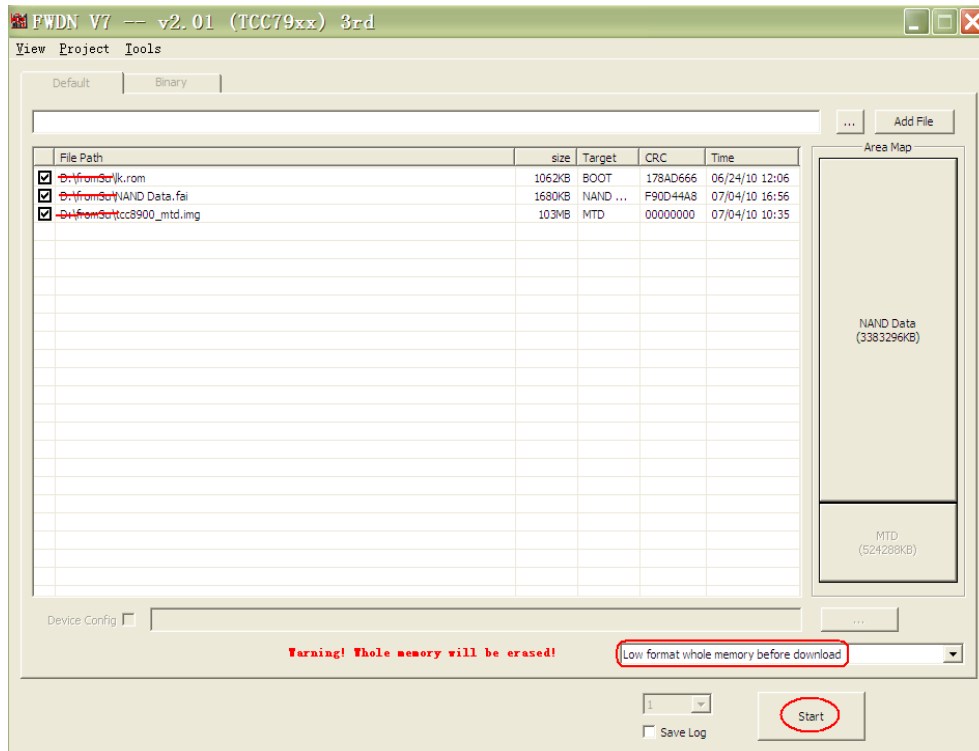 FWDN V7 -- v2.01 (TCC79xx) 3rd
View Project Tools
Default Binary
... Add File
File Path size Target CRC Time Area Map
D:\fromSu\lk.rom 1062KB BOOT 178AD666 06/24/10 12:06
D:\fromSu\NAND Data.fai 1680KB NAND ... F90D44A8 07/04/10 16:56
D:\fromSu\tcc8900_mtd.img 103MB MTD 00000000 07/04/10 10:35
NAND Data
(3383296KB)
MTD
(524288KB)
Device Config ...
Warning! Whole memory will be erased! Low format whole memory before download
1
Start
Save Log